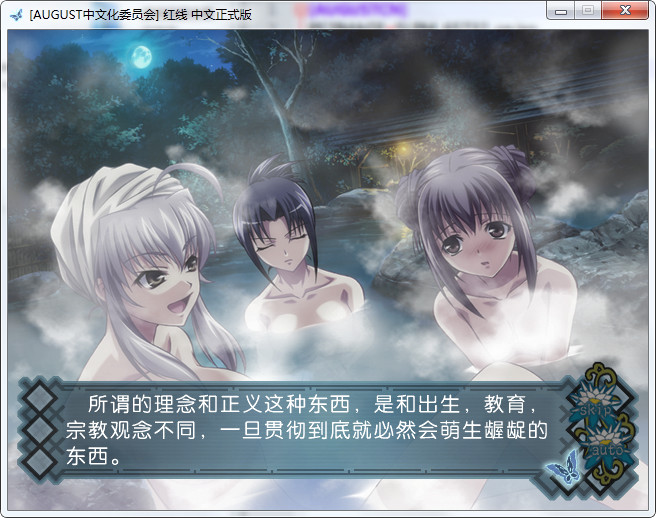 [AUGUST中文化委员会] 红线 中文正式版
所谓的理念和正义这种东西，是和出生，教育，
宗教观念不同，一旦贯彻到底就必然会萌生龌龊的
东西。
skip
auto